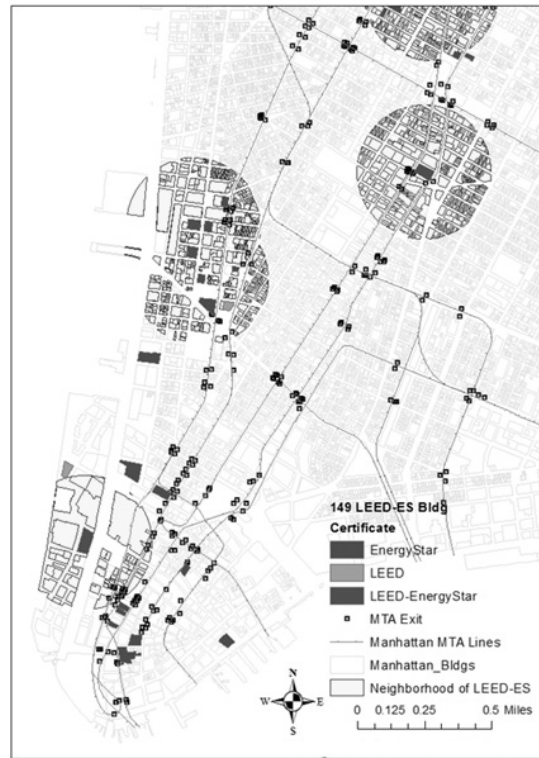 149 LEED-ES Bldg
Certificate
EnergyStar
LEED
LEED-EnergyStar
MTA Exit
Manhattan MTA Lines
Manhattan_Bldgs
Neighborhood of LEED-ES
N
W E
S
0 0.125 0.25 0.5 Miles